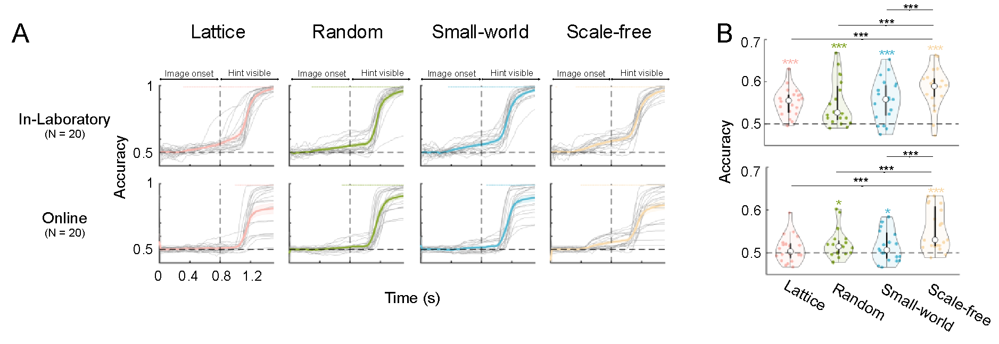 A
Lattice
Random
Small-world
Scale-free
Image onset
Hint visible
Image onset
Hint visible
Image onset
Hint visible
Image onset
Hint visible
In-Laboratory
(N = 20)
Online
(N = 20)
Accuracy
1
0.5
1
0.5
0 0.4 0.8 1.2
Time (s)
B
***
***
***
0.7
0.6
0.5
***
***
***
***
Accuracy
***
***
***
0.7
0.6
0.5
*
*
***
Lattice
Random
Small-world
Scale-free